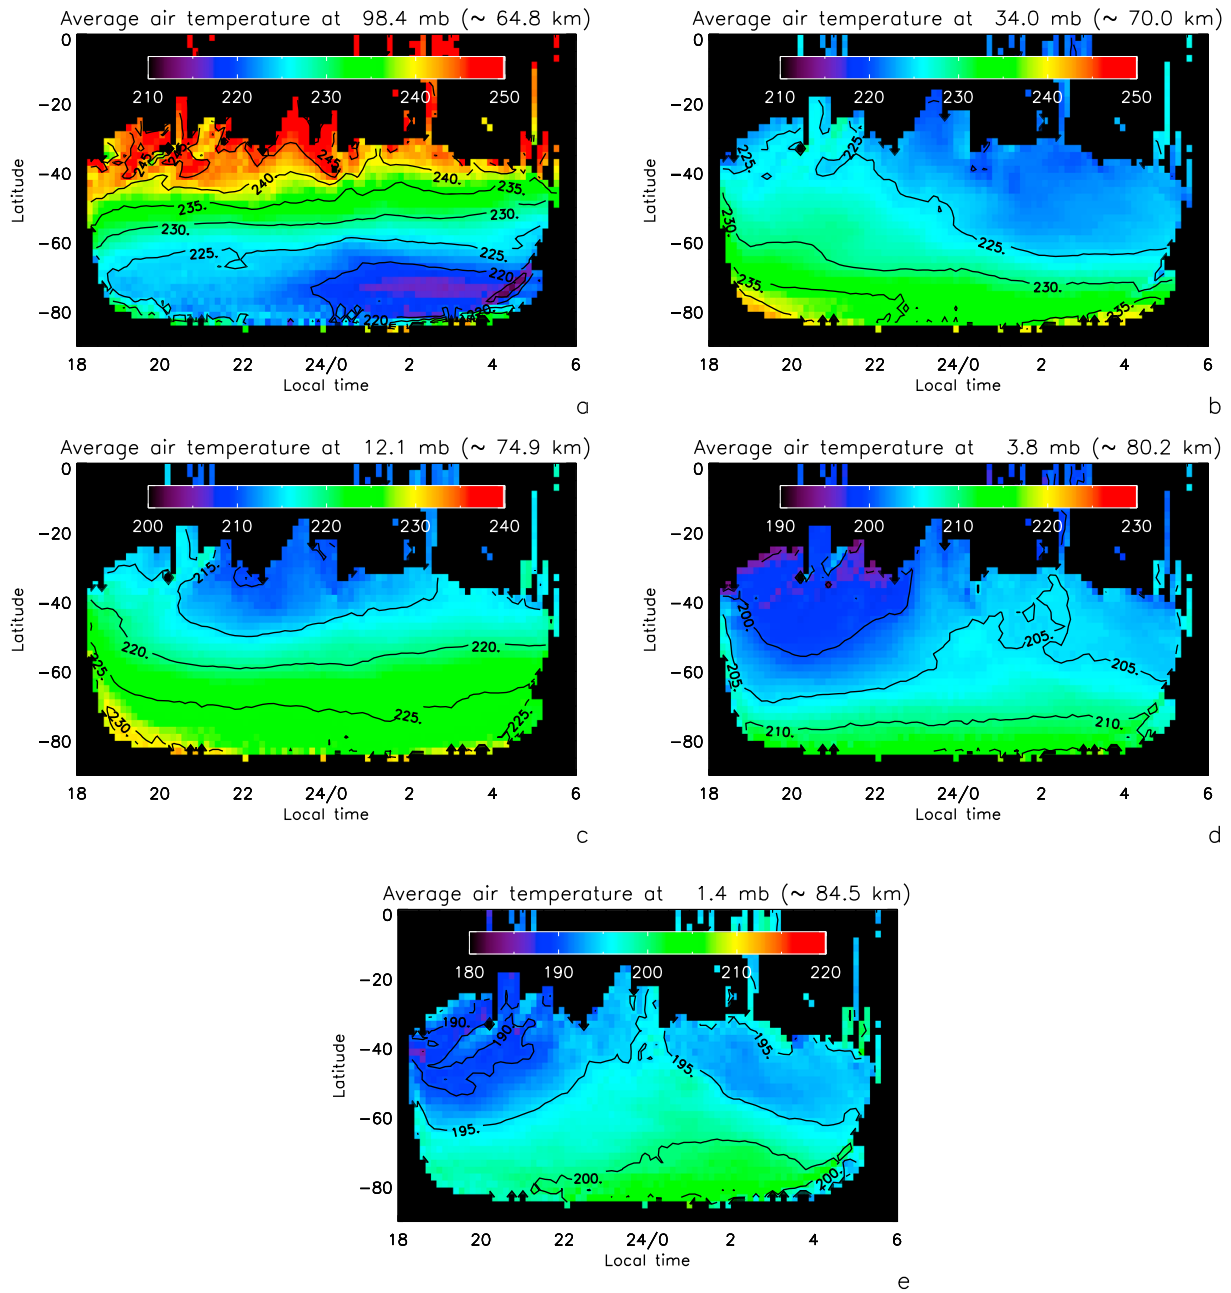 Average air temperature at 98.4 mb (~ 64.8 km)
0
210 220 230 240 250
-20
-40
-60
-80
Latitude
245. 240. 245.
240. 240.
235. 235.
230. 230.
225. 225.
220.
220. 220.
18 20 22 24/0 2 4 6
Local time
a
Average air temperature at 34.0 mb (~ 70.0 km)
0
210 220 230 240 250
-20
-40
-60
-80
Latitude
225. 225.
230.
225.
235. 230.
235.
18 20 22 24/0 2 4 6
Local time
b
Average air temperature at 12.1 mb (~ 74.9 km)
0
200 210 220 230 240
-20
-40
-60
-80
Latitude
215.
220. 220.
225.
230. 225. 225.
18 20 22 24/0 2 4 6
Local time
c
Average air temperature at 3.8 mb (~ 80.2 km)
0
190 200 210 220 230
-20
-40
-60
-80
Latitude
200.
205.
205. 205.
210. 210.
18 20 22 24/0 2 4 6
Local time
d
Average air temperature at 1.4 mb (~ 84.5 km)
0
180 190 200 210 220
-20
-40
-60
-80
Latitude
190. 190. 195.
195.
195.
200. 200.
18 20 22 24/0 2 4 6
Local time
e